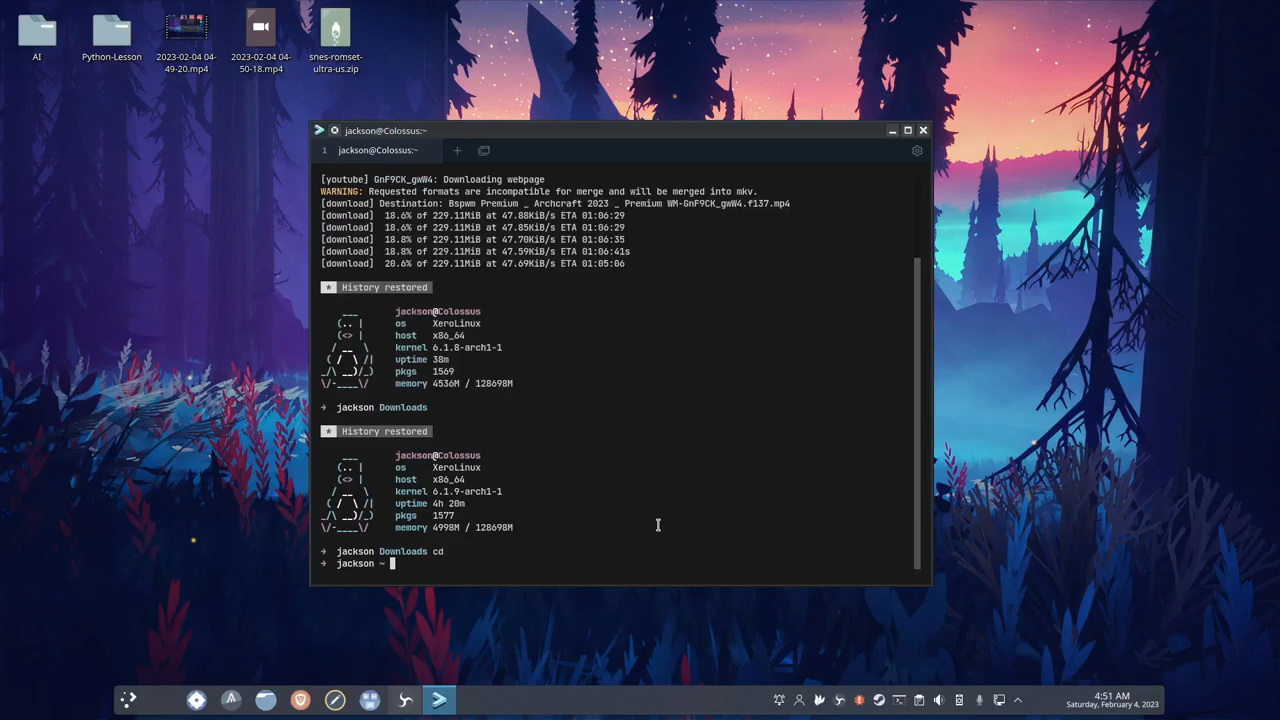 AI
Python-Lesson
2023-02-04 04-
49-20.mp4
2023-02-04 04-
50-18.mp4
snes-romset-
ultra-us.zip
jackson@Colossus:~
1 jackson@Colossus:~
[youtube] GnF9CK_gwW4: Downloading webpage
WARNING: Requested formats are incompatible for merge and will be merged into mkv.
[download] Destination: Bspwm Premium _ Archcraft 2023 _ Premium WM-GnF9CK_gwW4.f137.mp4
[download]  18.6% of 229.11MiB at 47.88KiB/s ETA 01:06:29
[download]  18.6% of 229.11MiB at 47.85KiB/s ETA 01:06:29
[download]  18.8% of 229.11MiB at 47.70KiB/s ETA 01:06:35
[download]  18.8% of 229.11MiB at 47.59KiB/s ETA 01:06:41s
[download]  20.6% of 229.11MiB at 47.69KiB/s ETA 01:05:06
* History restored
jackson@Colossus
os XeroLinux
host x86_64
kernel 6.1.8-arch1-1
uptime 38m
pkgs 1569
memory 4536M / 128698M
→ jackson Downloads
* History restored
jackson@Colossus
os XeroLinux
host x86_64
kernel 6.1.9-arch1-1
uptime 4h 20m
pkgs 1577
memory 4998M / 128698M
→ jackson Downloads cd
→ jackson ~
4:51 AM
Saturday, February 4, 2023